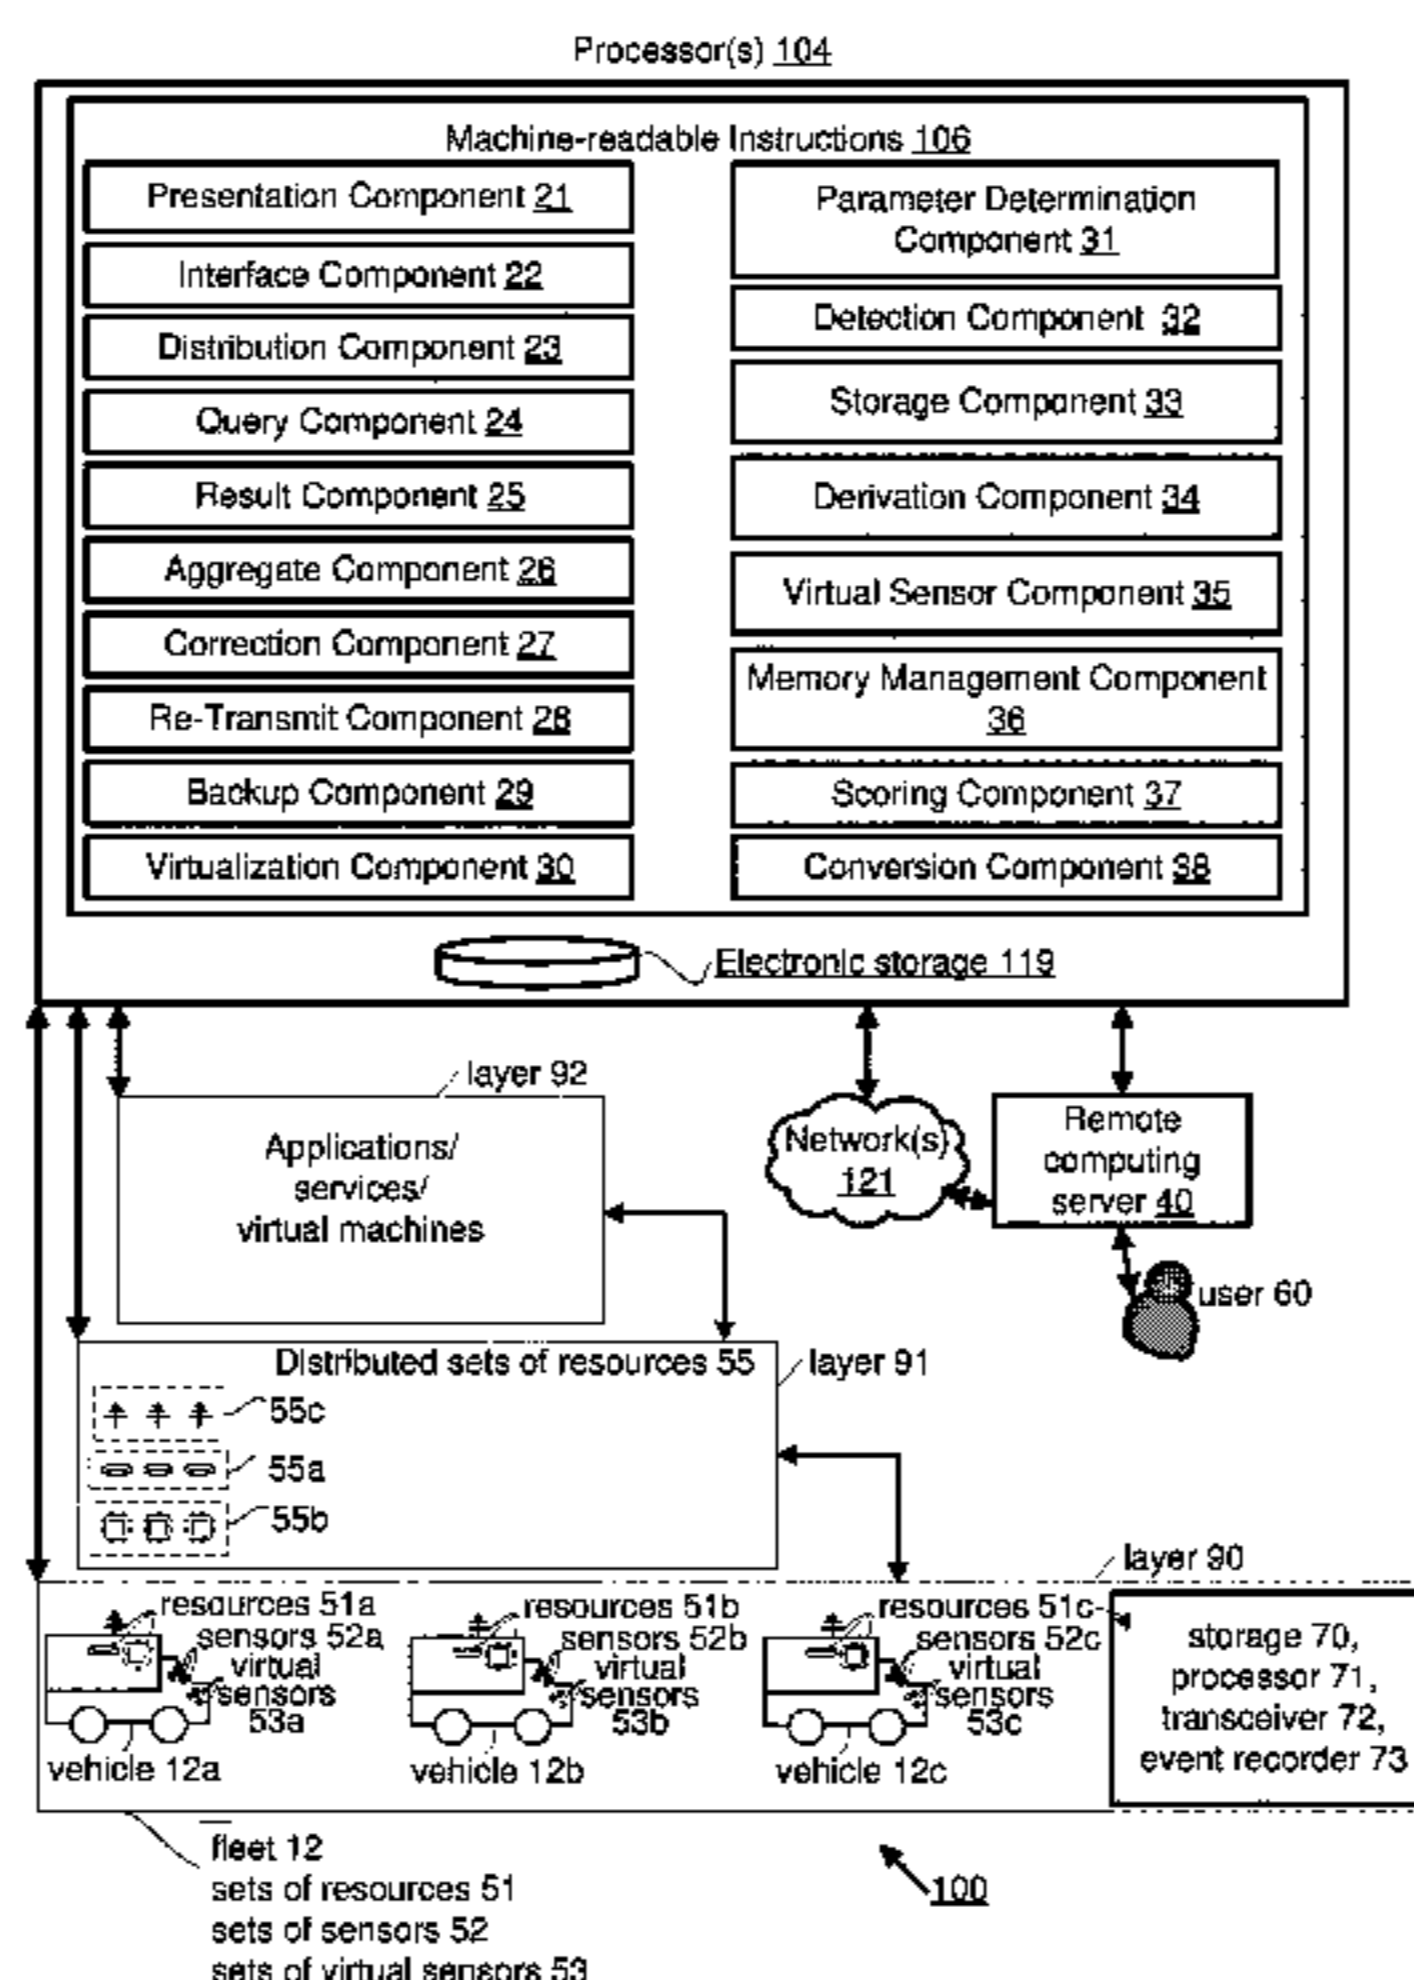 Processor(s) 104
Machine-readable Instructions 106
Presentation Component 21
Interface Component 22
Distribution Component 23
Query Component 24
Result Component 25
Aggregate Component 26
Correction Component 27
Re-Transmit Component 28
Backup Component 29
Virtualization Component 30
Parameter Determination
Component 31
Detection Component 32
Storage Component 33
Derivation Component 34
Virtual Sensor Component 35
Memory Management Component
36
Scoring Component 37
Conversion Component 38
Electronic storage 119
layer 92
Applications/
services/
virtual machines
Network(s)
121
Remote
computing
server 40
user 60
Distributed sets of resources 55
layer 91
55c
55a
55b
layer 90
resources 51a
sensors 52a
virtual
sensors
53a
vehicle 12a
resources 51b
sensors 52b
virtual
sensors
53b
vehicle 12b
resources 51c
sensors 52c
virtual
sensors
53c
vehicle 12c
storage 70,
processor 71,
transceiver 72,
event recorder 73
fleet 12
sets of resources 51
sets of sensors 52
sets of virtual sensors 53
100